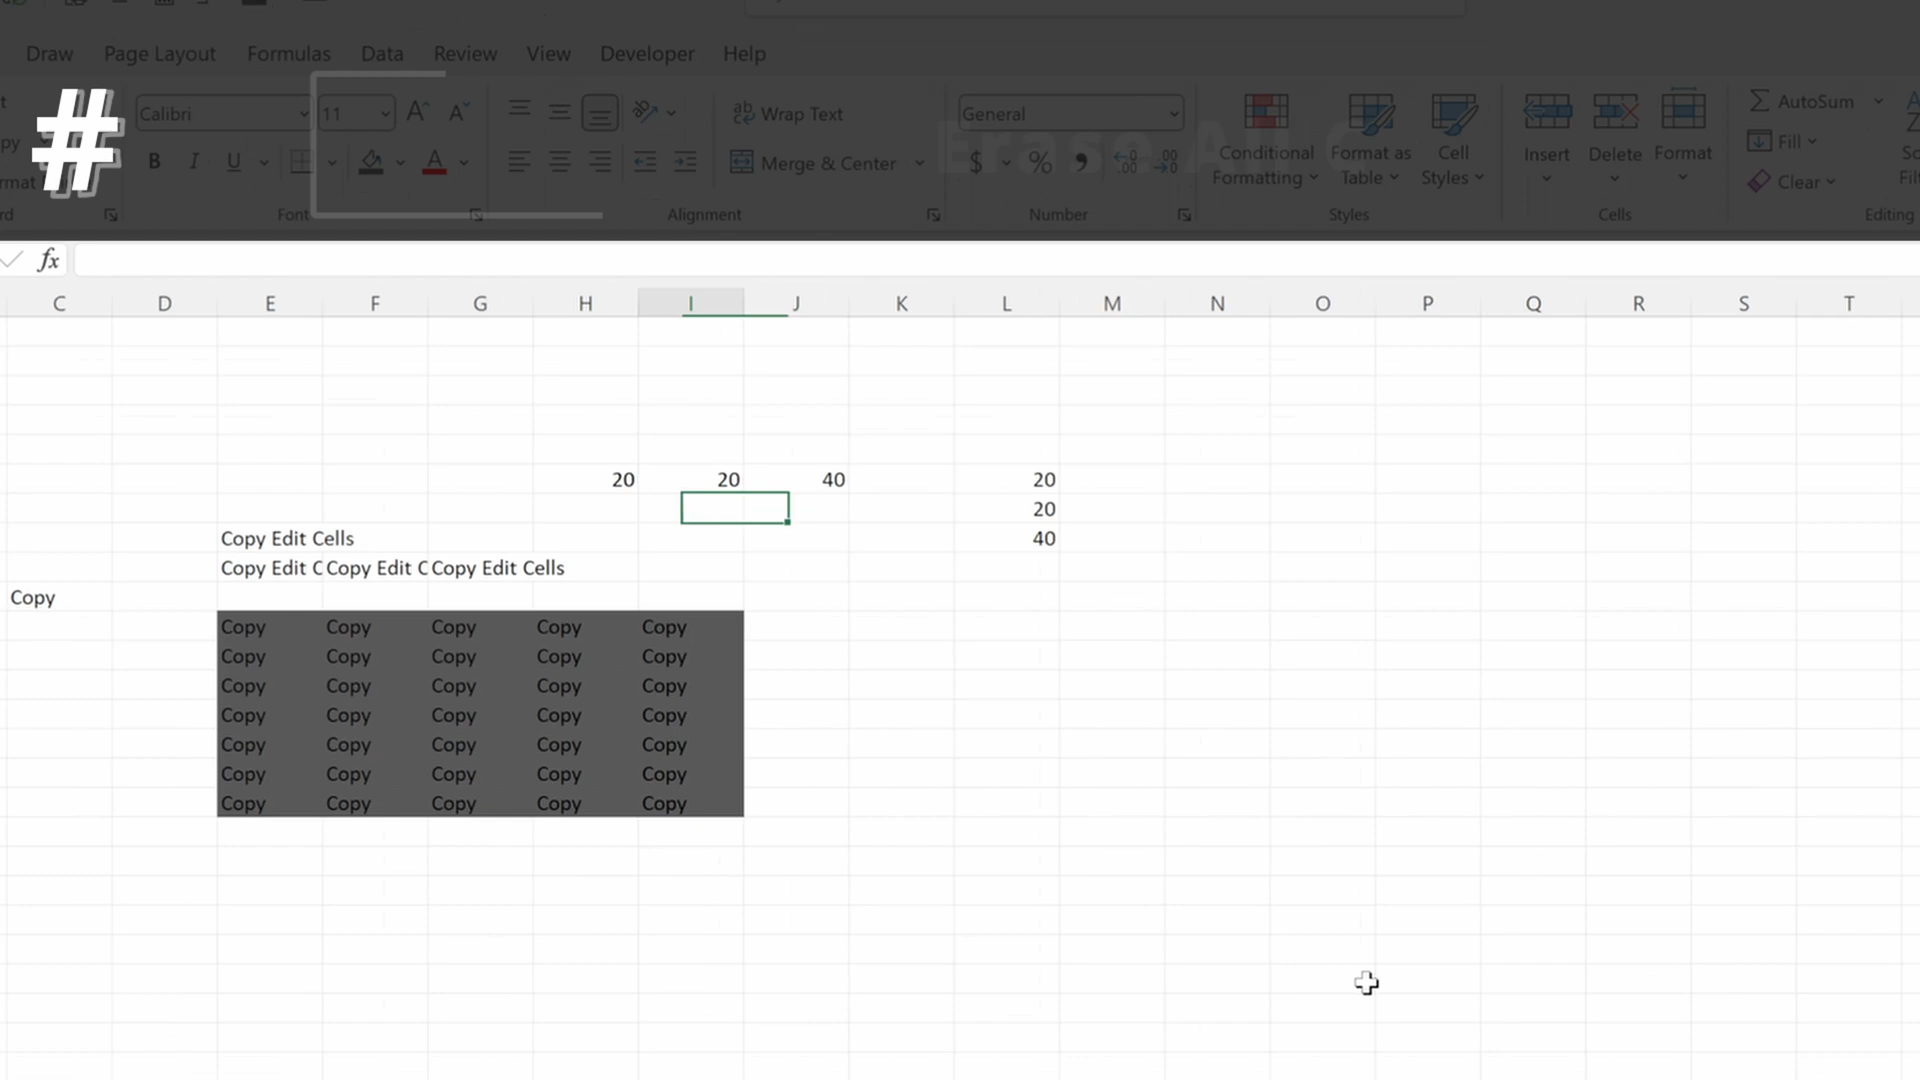 Draw Page Layout Formulas Data Review View Developer Help
#
Calibri 11 A^ A˅ ab Wrap Text General AutoSum
B I U A Merge & Center $ % , Conditional Formatting Format as Table Cell Styles Insert Delete Format Fill
Clear
Font Alignment Number Styles Cells Editing
Erase A
fx
C D E F G H I J K L M N O P Q R S T
20 20 40 20
20
Copy Edit Cells 40
Copy Edit C Copy Edit C Copy Edit Cells
Copy
Copy Copy Copy Copy Copy
Copy Copy Copy Copy Copy
Copy Copy Copy Copy Copy
Copy Copy Copy Copy Copy
Copy Copy Copy Copy Copy
Copy Copy Copy Copy Copy
Copy Copy Copy Copy Copy